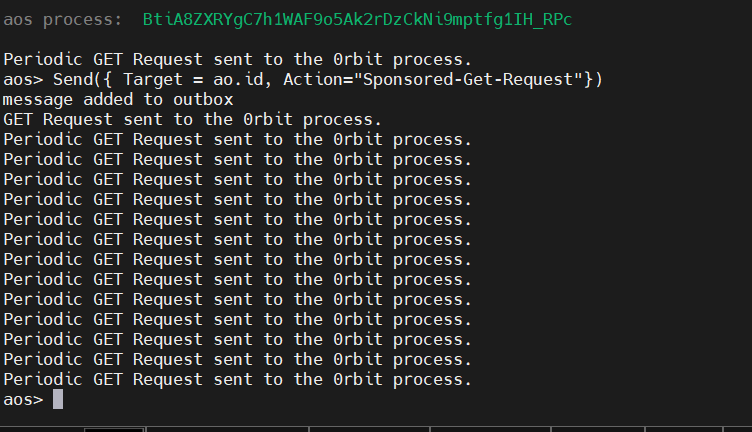 aos process:  BtiA8ZXRYgC7h1WAF9o5Ak2rDzCkNi9mptfg1IH_RPc
Periodic GET Request sent to the 0rbit process.
aos> Send({ Target = ao.id, Action="Sponsored-Get-Request"})
message added to outbox
GET Request sent to the 0rbit process.
Periodic GET Request sent to the 0rbit process.
Periodic GET Request sent to the 0rbit process.
Periodic GET Request sent to the 0rbit process.
Periodic GET Request sent to the 0rbit process.
Periodic GET Request sent to the 0rbit process.
Periodic GET Request sent to the 0rbit process.
Periodic GET Request sent to the 0rbit process.
Periodic GET Request sent to the 0rbit process.
Periodic GET Request sent to the 0rbit process.
Periodic GET Request sent to the 0rbit process.
Periodic GET Request sent to the 0rbit process.
Periodic GET Request sent to the 0rbit process.
Periodic GET Request sent to the 0rbit process.
aos>